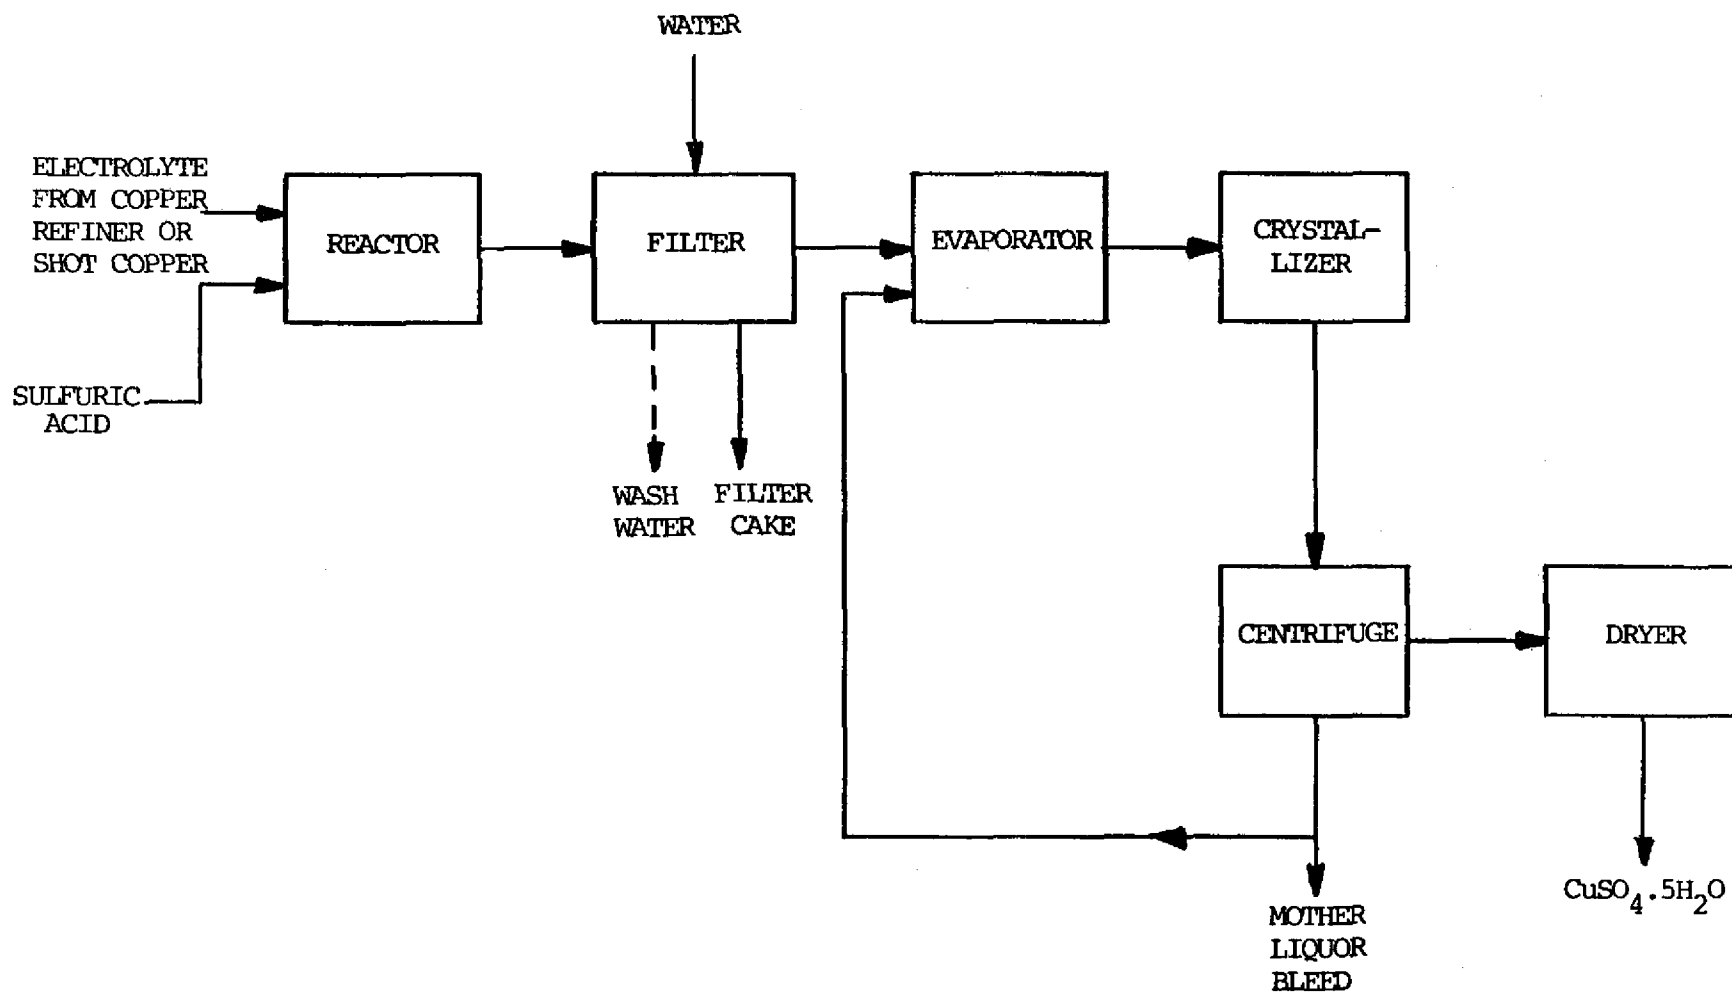 WATER
ELECTROLYTE
FROM COPPER
REFINER OR
SHOT COPPER
SULFURIC
ACID
REACTOR
FILTER
WASH
WATER
FILTER
CAKE
EVAPORATOR
CRYSTAL-
LIZER
CENTRIFUGE
DRYER
MOTHER
LIQUOR
BLEED
CuSO4.5H2O